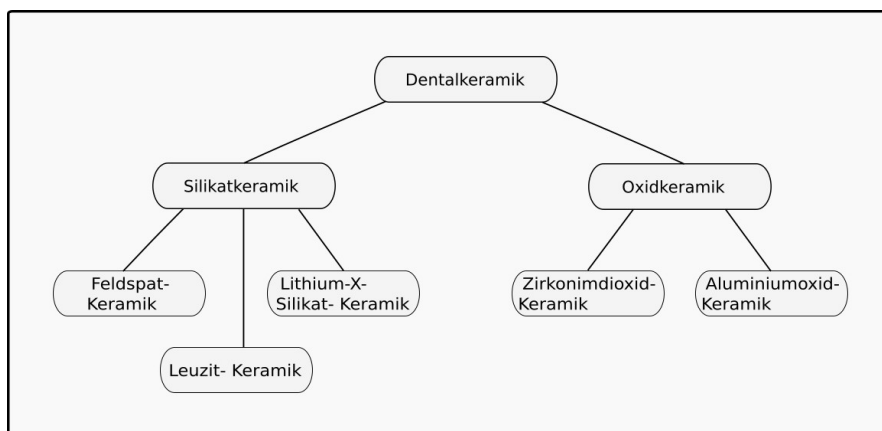 Dentalkeramik
Silikatkeramik
Oxidkeramik
Feldspat-
Keramik
Lithium-X-
Silikat- Keramik
Zirkonimdioxid-
Keramik
Aluminiumoxid-
Keramik
Leuzit- Keramik